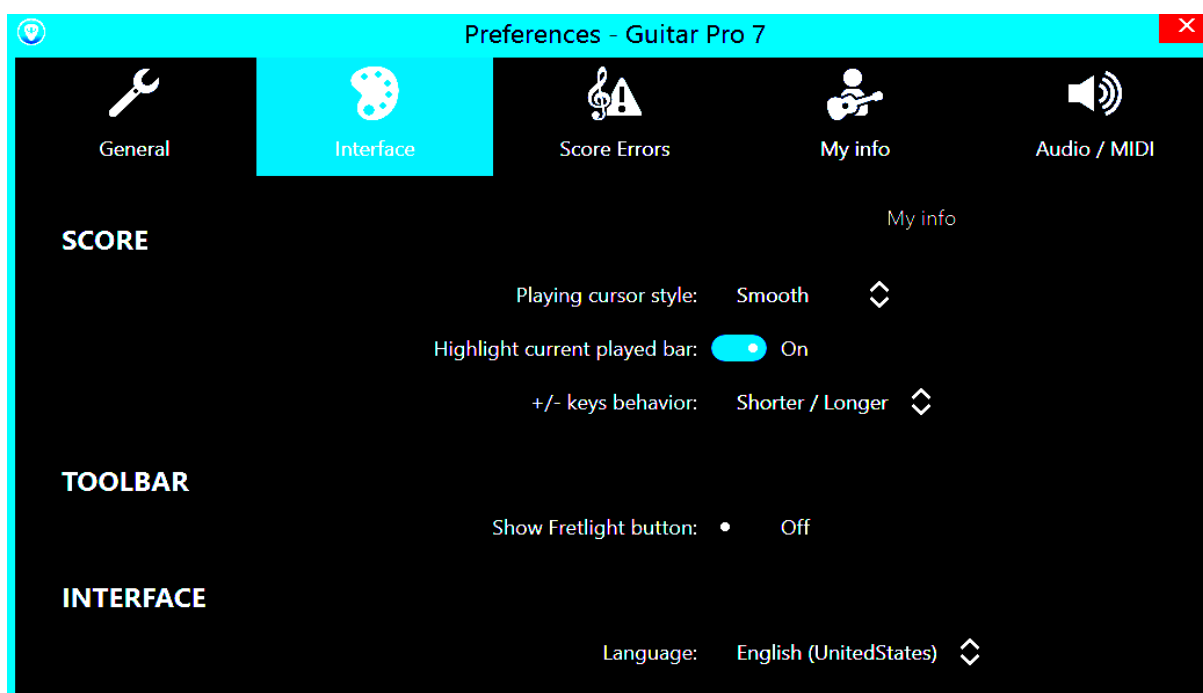 Preferences - Guitar Pro 7
General Interface Score Errors My info Audio / MIDI
My info
SCORE
Playing cursor style: Smooth
Highlight current played bar: On
+/- keys behavior: Shorter / Longer
TOOLBAR
Show Fretlight button: Off
INTERFACE
Language: English (UnitedStates)